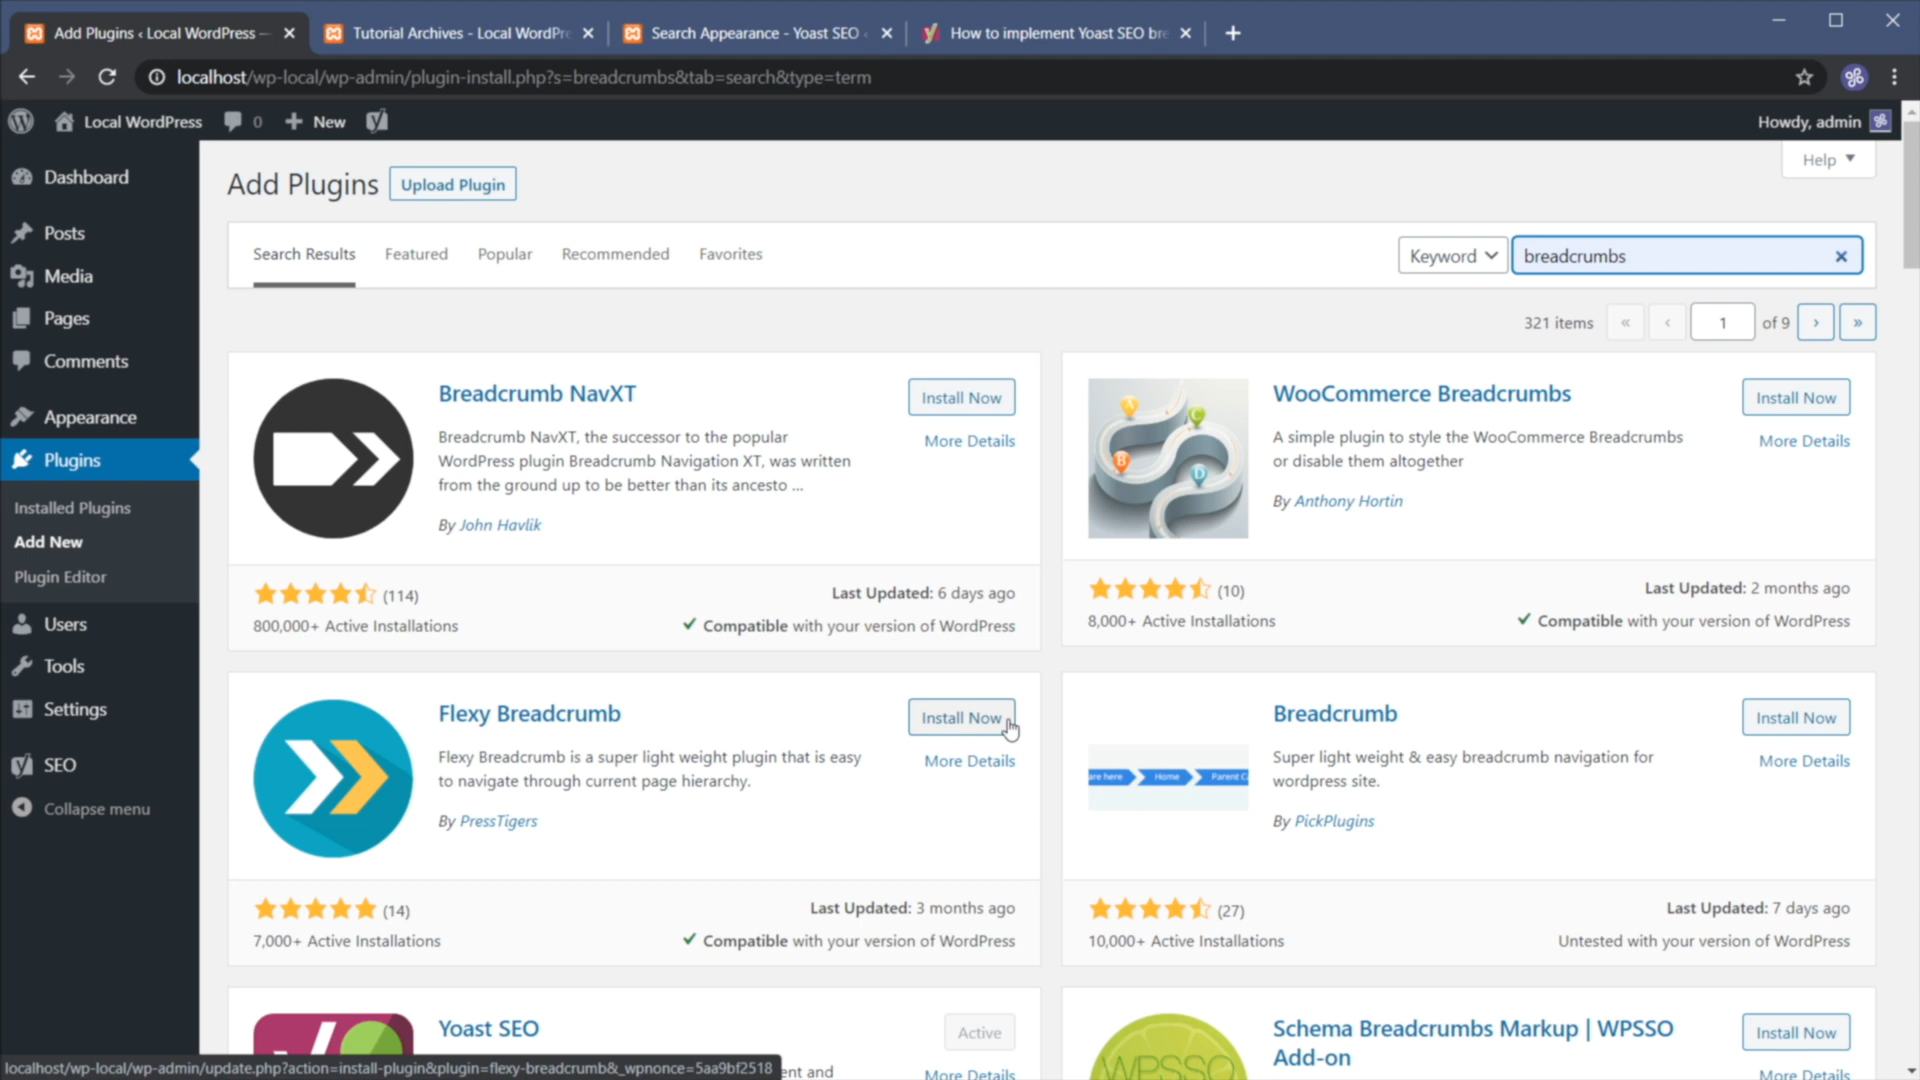 Add Plugins ‹ Local WordPress —
Tutorial Archives - Local WordPre
Search Appearance - Yoast SEO ‹
How to implement Yoast SEO bre
localhost/wp-local/wp-admin/plugin-install.php?s=breadcrumbs&tab=search&type=term
Local WordPress
0
New
Howdy, admin
Dashboard
Posts
Media
Pages
Comments
Appearance
Plugins
Installed Plugins
Add New
Plugin Editor
Users
Tools
Settings
SEO
Collapse menu
Help
Add Plugins
Upload Plugin
Search Results
Featured
Popular
Recommended
Favorites
Keyword
breadcrumbs
321 items
«
‹
1
of 9
›
»
Breadcrumb NavXT
Install Now
More Details
Breadcrumb NavXT, the successor to the popular
WordPress plugin Breadcrumb Navigation XT, was written
from the ground up to be better than its ancesto ...
By John Havlik
(114)
Last Updated: 6 days ago
800,000+ Active Installations
Compatible with your version of WordPress
A
C
B
D
WooCommerce Breadcrumbs
Install Now
More Details
A simple plugin to style the WooCommerce Breadcrumbs
or disable them altogether
By Anthony Hortin
(10)
Last Updated: 2 months ago
8,000+ Active Installations
Compatible with your version of WordPress
Flexy Breadcrumb
Install Now
More Details
Flexy Breadcrumb is a super light weight plugin that is easy
to navigate through current page hierarchy.
By PressTigers
(14)
Last Updated: 3 months ago
7,000+ Active Installations
Compatible with your version of WordPress
are here
Home
Parent Ca
Breadcrumb
Install Now
More Details
Super light weight & easy breadcrumb navigation for
wordpress site.
By PickPlugins
(27)
Last Updated: 7 days ago
10,000+ Active Installations
Untested with your version of WordPress
Yoast SEO
Active
More Details
ent and
WPSSO
Schema Breadcrumbs Markup | WPSSO
Add-on
Install Now
More Details
localhost/wp-local/wp-admin/update.php?action=install-plugin&plugin=flexy-breadcrumb&_wpnonce=5aa9bf2518